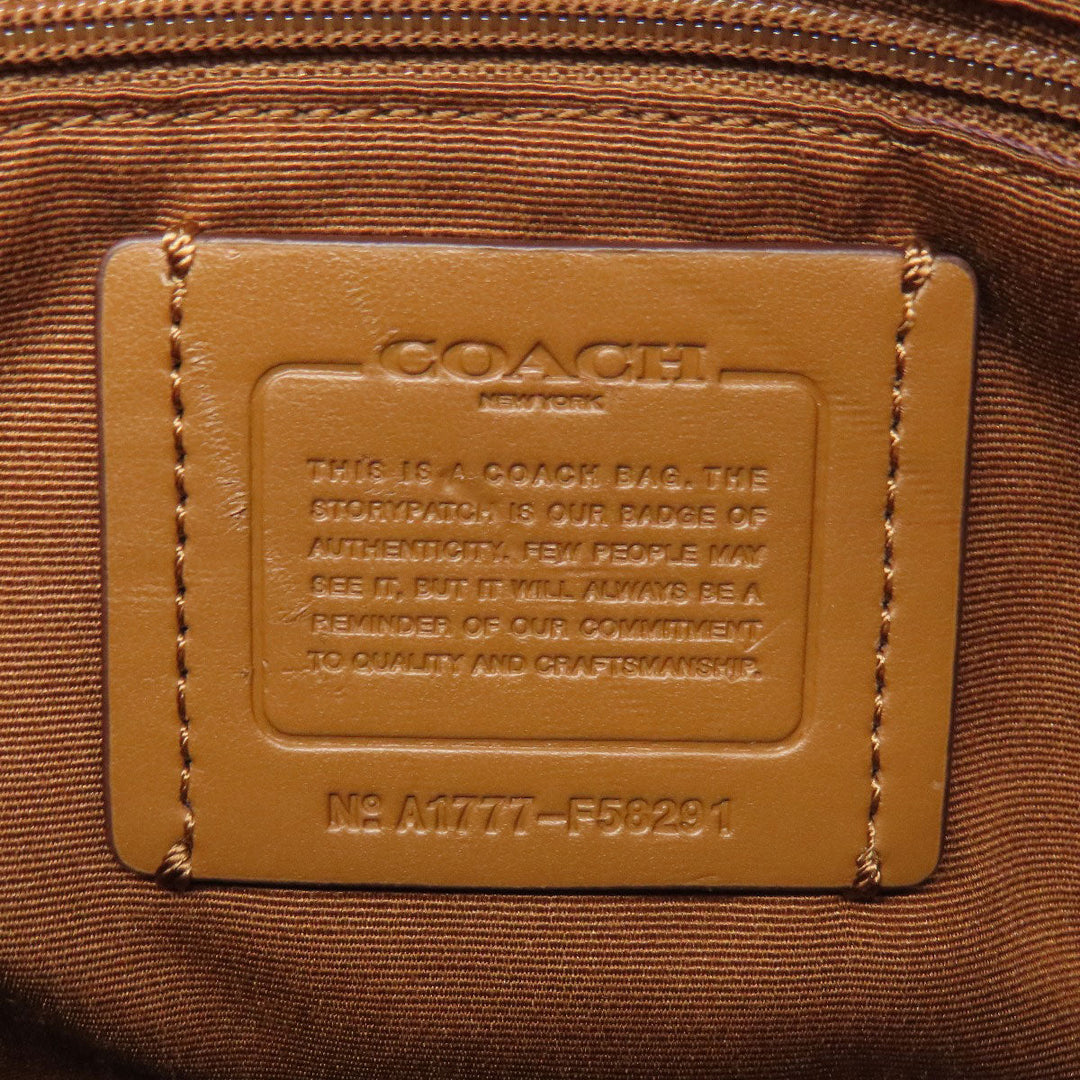 COACH
NEW YORK
THIS IS A COACH BAG. THE
STORYPATCH IS OUR BADGE OF
AUTHENTICITY. FEW PEOPLE MAY
SEE IT, BUT IT WILL ALWAYS BE A
REMINDER OF OUR COMMITMENT
TO QUALITY AND CRAFTSMANSHIP.
Nº A1777-F58291